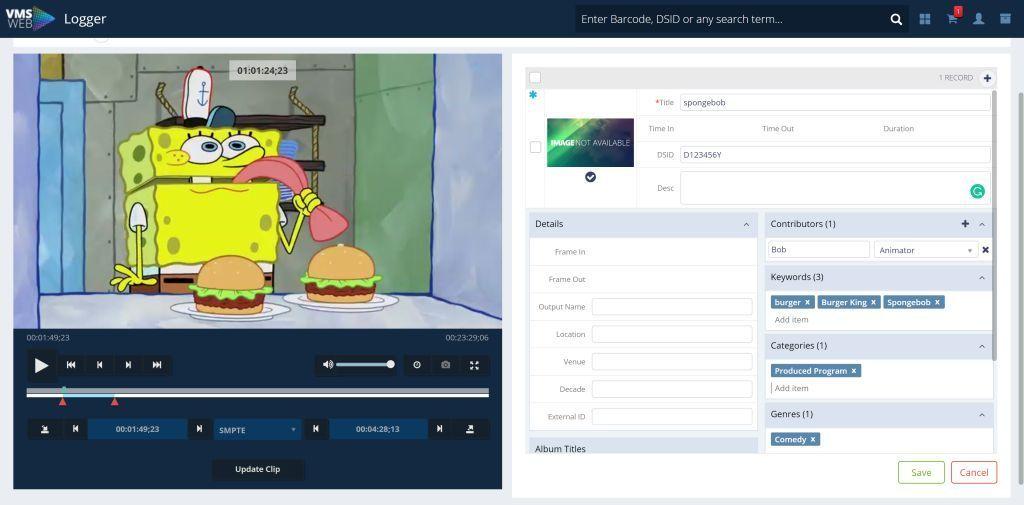 VMS
WEB
Logger
Enter Barcode, DSID or any search term...
1
01:01:24;23
00:01:49;23
00:23:29;06
00:01:49;23
SMPTE
00:04:28;13
Update Clip
1 RECORD
*Title
spongebob
IMAGE NOT AVAILABLE
Time In
Time Out
Duration
DSID
D123456Y
Desc
Details
Frame In
Frame Out
Output Name
Location
Venue
Decade
External ID
Album Titles
Contributors (1)
Bob
Animator
Keywords (3)
burger x Burger King x Spongebob x
Add item
Categories (1)
Produced Program x
Add item
Genres (1)
Comedy x
Save
Cancel